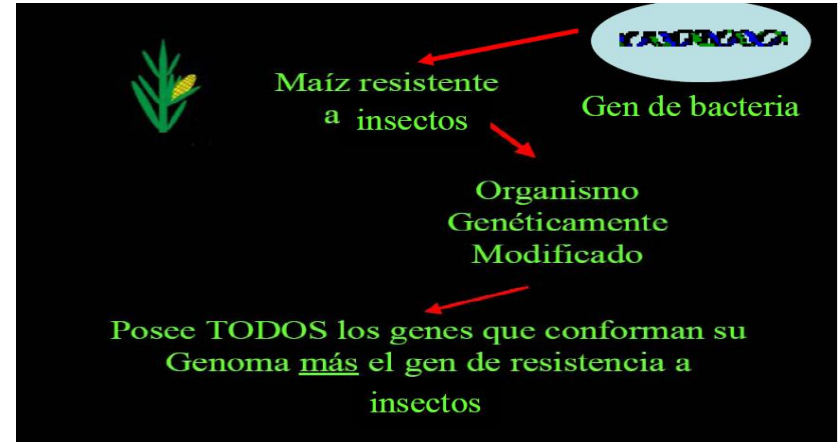 Maíz resistente
a insectos
Gen de bacteria
Organismo
Genéticamente
Modificado
Posee TODOS los genes que conforman su
Genoma más el gen de resistencia a
insectos